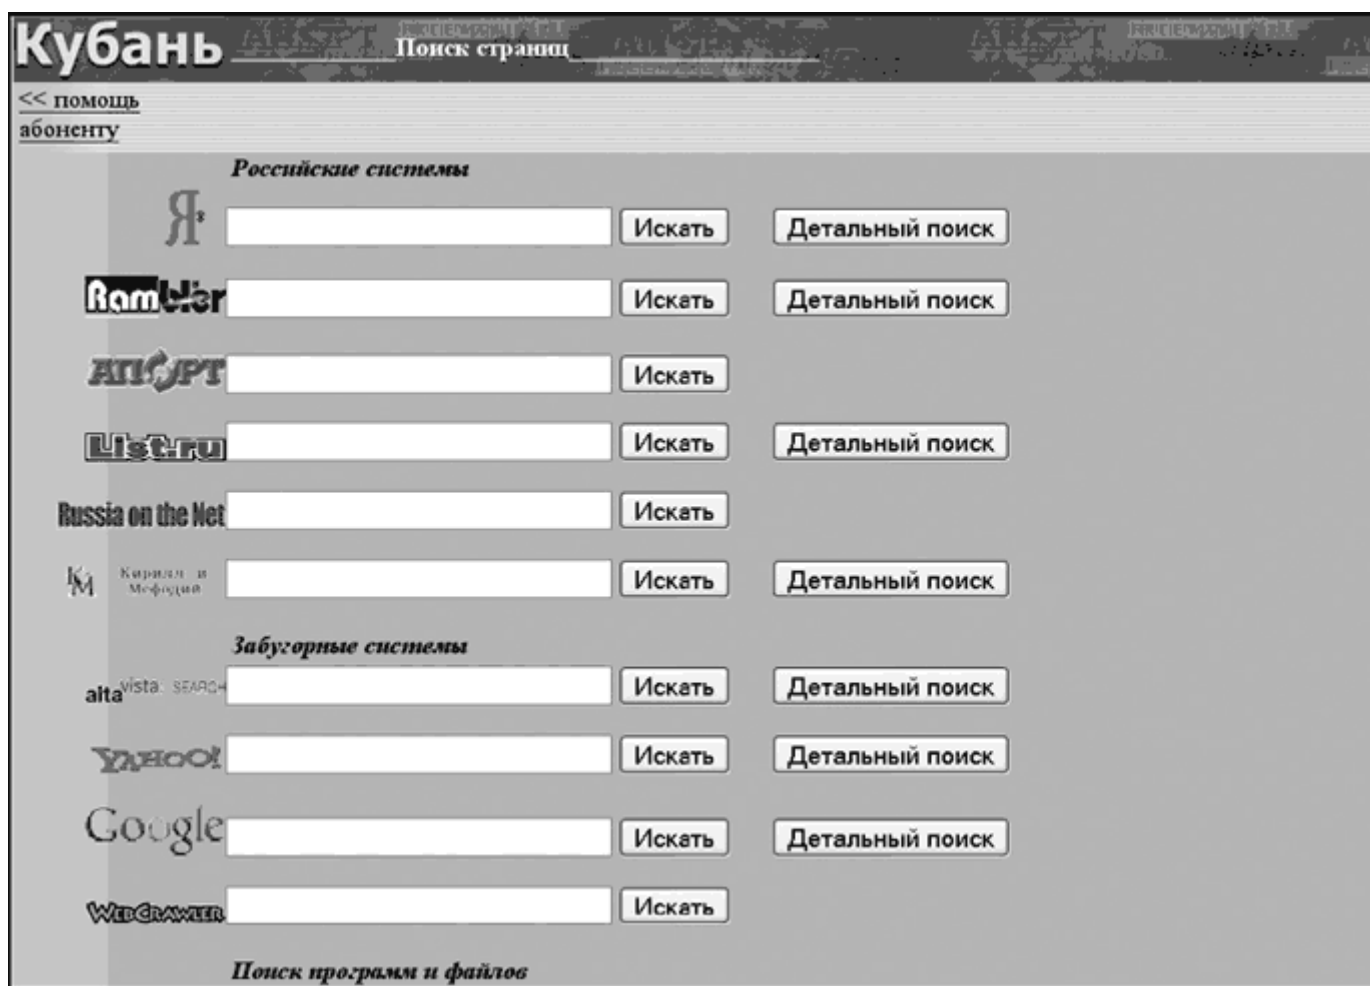 Кубань
Поиск страниц
<< помощь
абоненту
Российские системы
Я Искать Детальный поиск
Rambler Искать Детальный поиск
АПОРТ Искать
List.ru Искать Детальный поиск
Russia on the Net Искать
KM Кирилл и
Мефодий Искать Детальный поиск
Забугорные системы
altavista: SEARCH Искать Детальный поиск
YAHOO! Искать Детальный поиск
Google Искать Детальный поиск
WEBCRAWLER Искать
Поиск программ и файлов